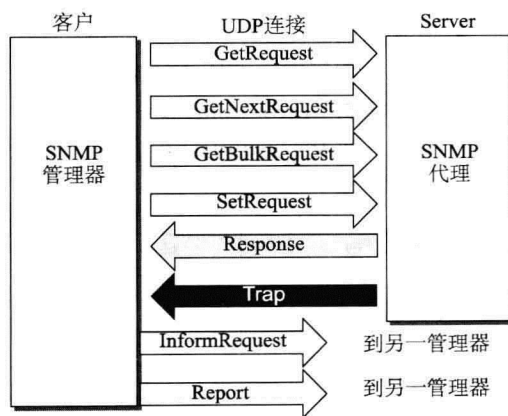 客户 UDP连接 Server
GetRequest
GetNextRequest
GetBulkRequest
SNMP
管理器
SNMP
代理
SetRequest
Response
Trap
InformRequest 到另一管理器
Report 到另一管理器